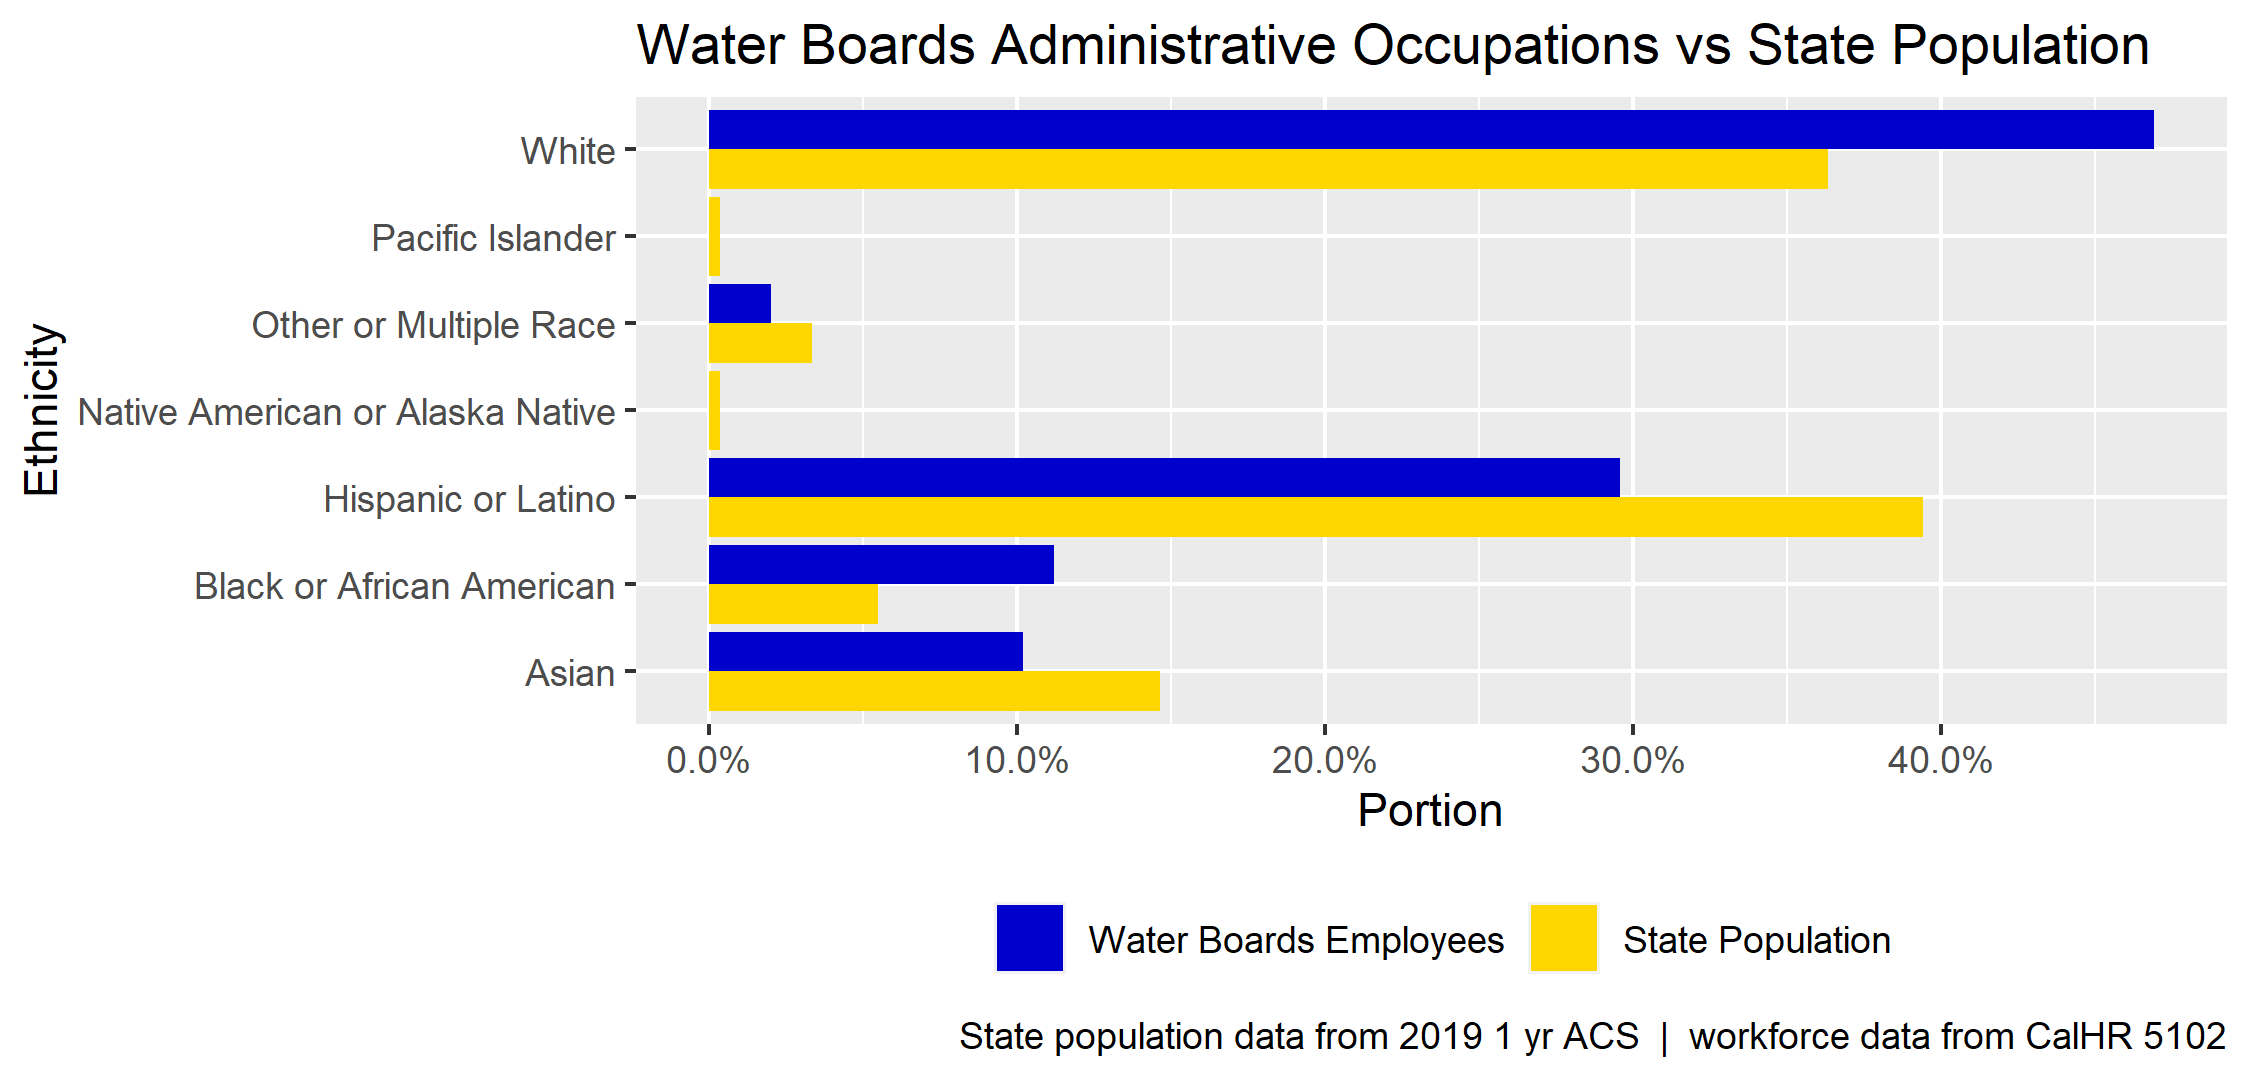 Water Boards Administrative Occupations vs State Population
Ethnicity
White
Pacific Islander
Other or Multiple Race
Native American or Alaska Native
Hispanic or Latino
Black or African American
Asian
0.0% 10.0% 20.0% 30.0% 40.0%
Portion
Water Boards Employees State Population
State population data from 2019 1 yr ACS | workforce data from CalHR 5102